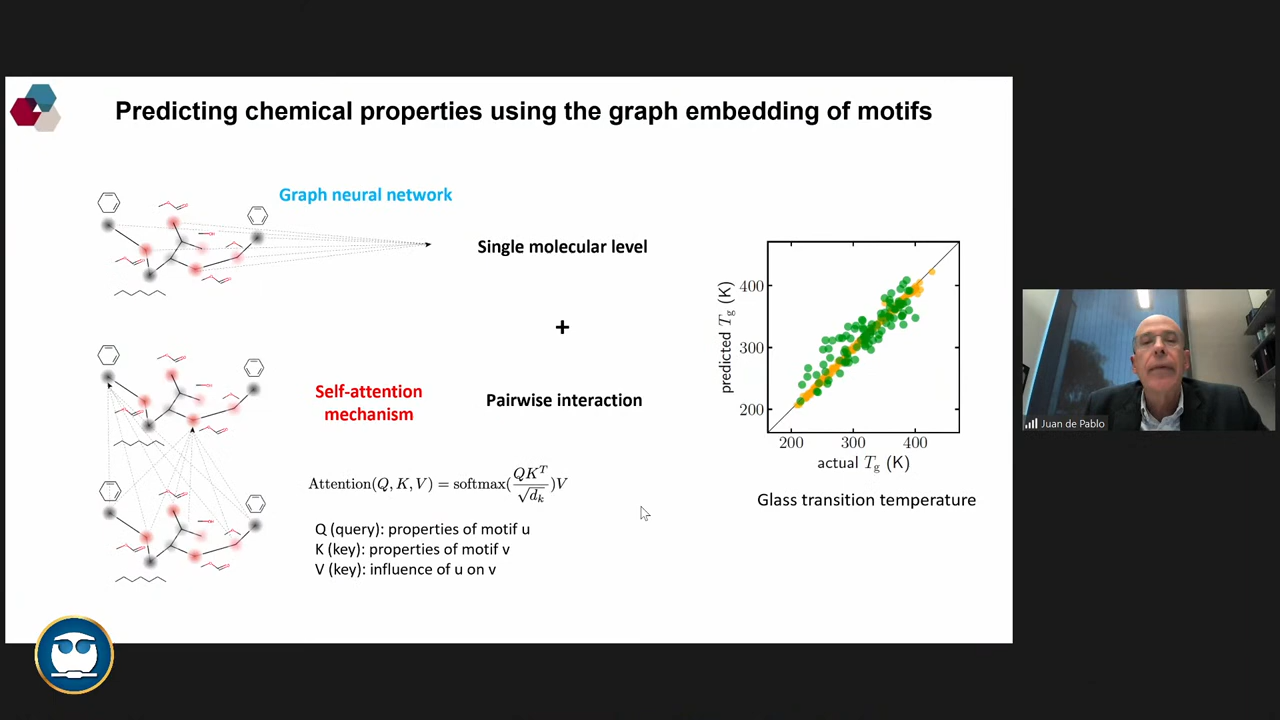 Predicting chemical properties using the graph embedding of motifs
Graph neural network
Single molecular level
+
Self-attention
mechanism
Pairwise interaction
Attention(Q, K, V) = softmax(QK^T/√d_k)V
Q (query): properties of motif u
K (key): properties of motif v
V (key): influence of u on v
predicted T_g (K)
400
300
200
200 300 400
actual T_g (K)
Glass transition temperature
Juan de Pablo